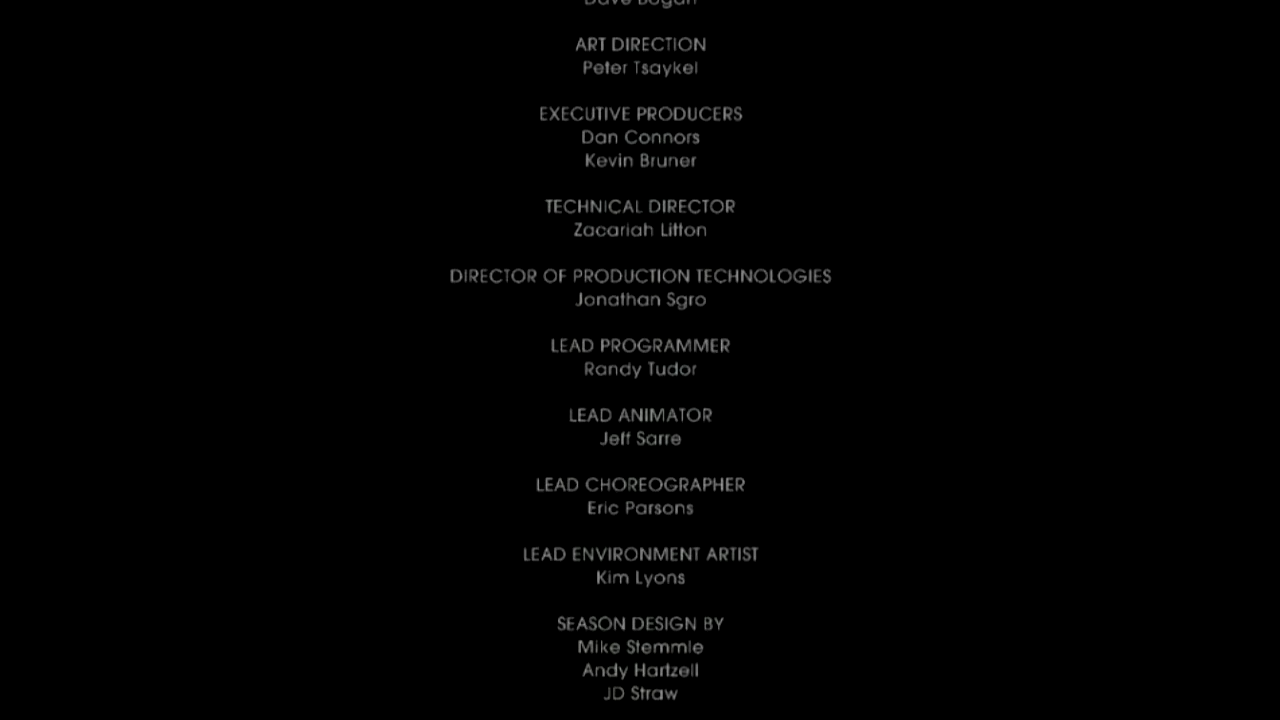 Dave Bogan
ART DIRECTION
Peter Tsaykel
EXECUTIVE PRODUCERS
Dan Connors
Kevin Bruner
TECHNICAL DIRECTOR
Zacariah Litton
DIRECTOR OF PRODUCTION TECHNOLOGIES
Jonathan Sgro
LEAD PROGRAMMER
Randy Tudor
LEAD ANIMATOR
Jeff Sarre
LEAD CHOREOGRAPHER
Eric Parsons
LEAD ENVIRONMENT ARTIST
Kim Lyons
SEASON DESIGN BY
Mike Stemmle
Andy Hartzell
JD Straw